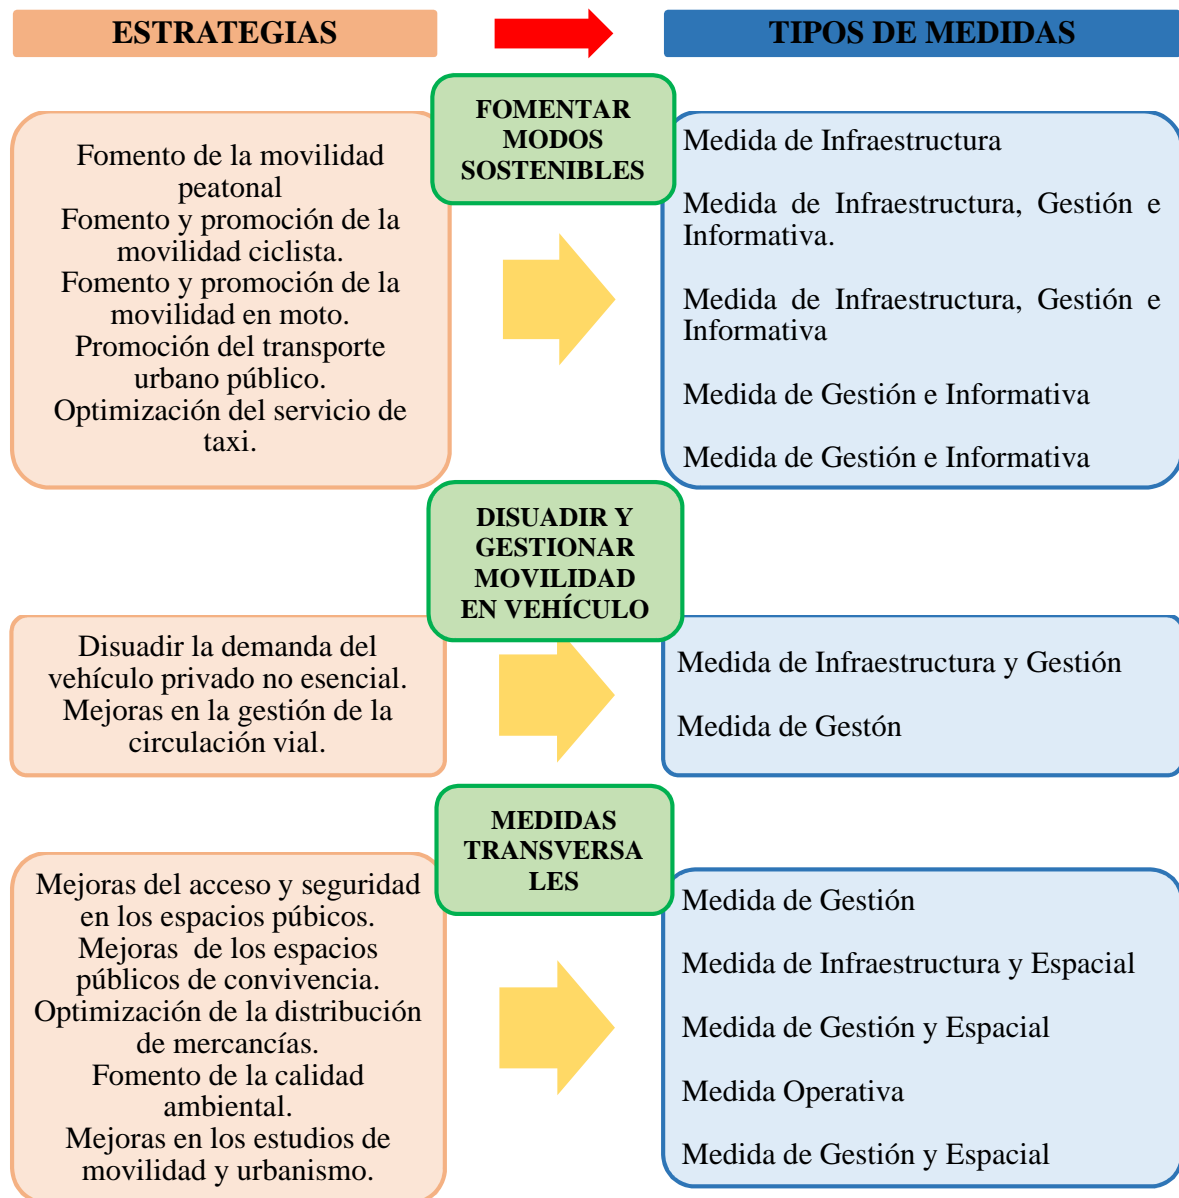 ESTRATEGIAS
TIPOS DE MEDIDAS
FOMENTAR
MODOS
SOSTENIBLES
Fomento de la movilidad
peatonal
Fomento y promoción de la
movilidad ciclista.
Fomento y promoción de la
movilidad en moto.
Promoción del transporte
urbano público.
Optimización del servicio de
taxi.
Medida de Infraestructura
Medida de Infraestructura, Gestión e
Informativa.
Medida de Infraestructura, Gestión e
Informativa
Medida de Gestión e Informativa
Medida de Gestión e Informativa
DISUADIR Y
GESTIONAR
MOVILIDAD
EN VEHÍCULO
Disuadir la demanda del
vehículo privado no esencial.
Mejoras en la gestión de la
circulación vial.
Medida de Infraestructura y Gestión
Medida de Gestón
MEDIDAS
TRANSVERSA
LES
Mejoras del acceso y seguridad
en los espacios púbicos.
Mejoras de los espacios
públicos de convivencia.
Optimización de la distribución
de mercancías.
Fomento de la calidad
ambiental.
Mejoras en los estudios de
movilidad y urbanismo.
Medida de Gestión
Medida de Infraestructura y Espacial
Medida de Gestión y Espacial
Medida Operativa
Medida de Gestión y Espacial